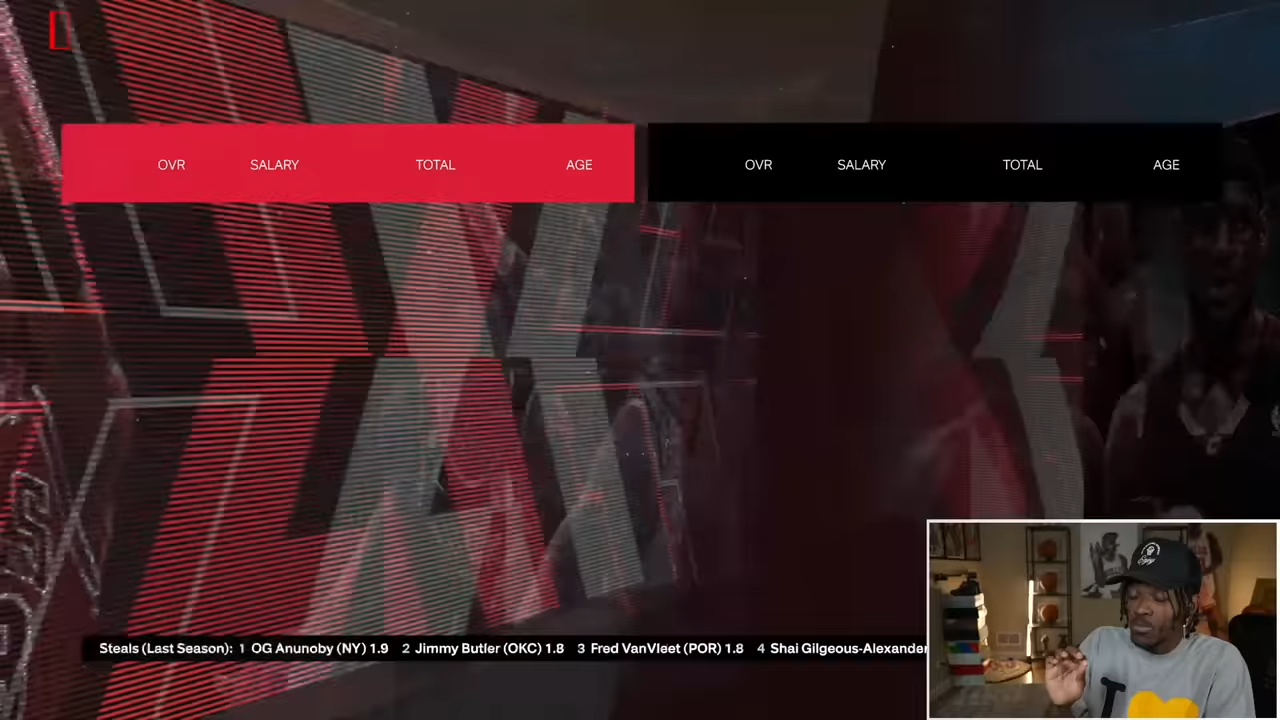 OVR SALARY TOTAL AGE OVR SALARY TOTAL AGE
Steals (Last Season): 1 OG Anunoby (NY) 1.9 2 Jimmy Butler (OKC) 1.8 3 Fred VanVleet (POR) 1.8 4 Shai Gilgeous-Alexander
I